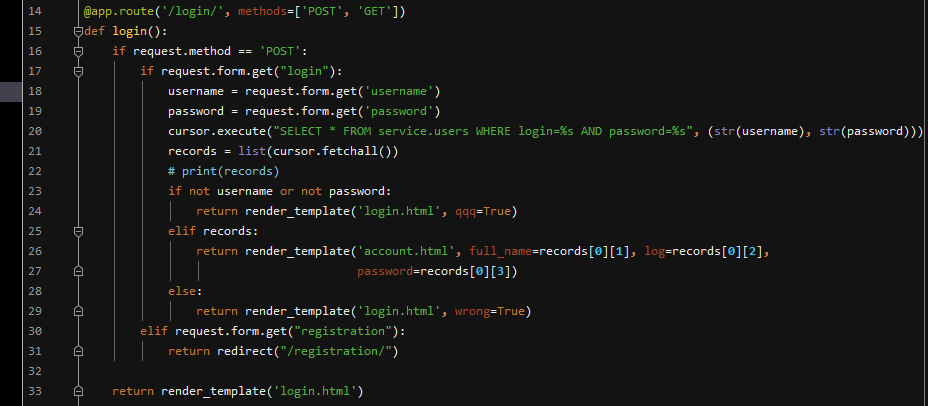 14 @app.route('/login/', methods=['POST', 'GET'])
15 def login():
16     if request.method == 'POST':
17         if request.form.get("login"):
18             username = request.form.get('username')
19             password = request.form.get('password')
20             cursor.execute("SELECT * FROM service.users WHERE login=%s AND password=%s", (str(username), str(password)))
21             records = list(cursor.fetchall())
22             # print(records)
23             if not username or not password:
24                 return render_template('login.html', qqq=True)
25             elif records:
26                 return render_template('account.html', full_name=records[0][1], log=records[0][2],
27                                        password=records[0][3])
28             else:
29                 return render_template('login.html', wrong=True)
30         elif request.form.get("registration"):
31             return redirect("/registration/")
32
33     return render_template('login.html')